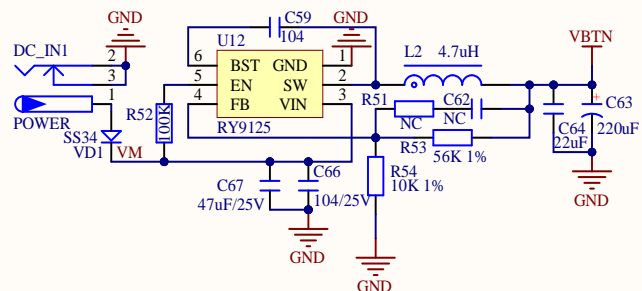 GND
C59
104
GND
VBTN
DC_IN1
U12
L2 4.7uH
2
3
1
POWER
6 BST GND 1
5 EN SW 2
4 FB VIN 3
RY9125
R52
100K
R51
NC
C62
NC
C64
22uF
C63
+
220uF
SS34
VD1
VM
R53
56K 1%
R54
10K 1%
C67
47uF/25V
C66
104/25V
GND
GND
GND